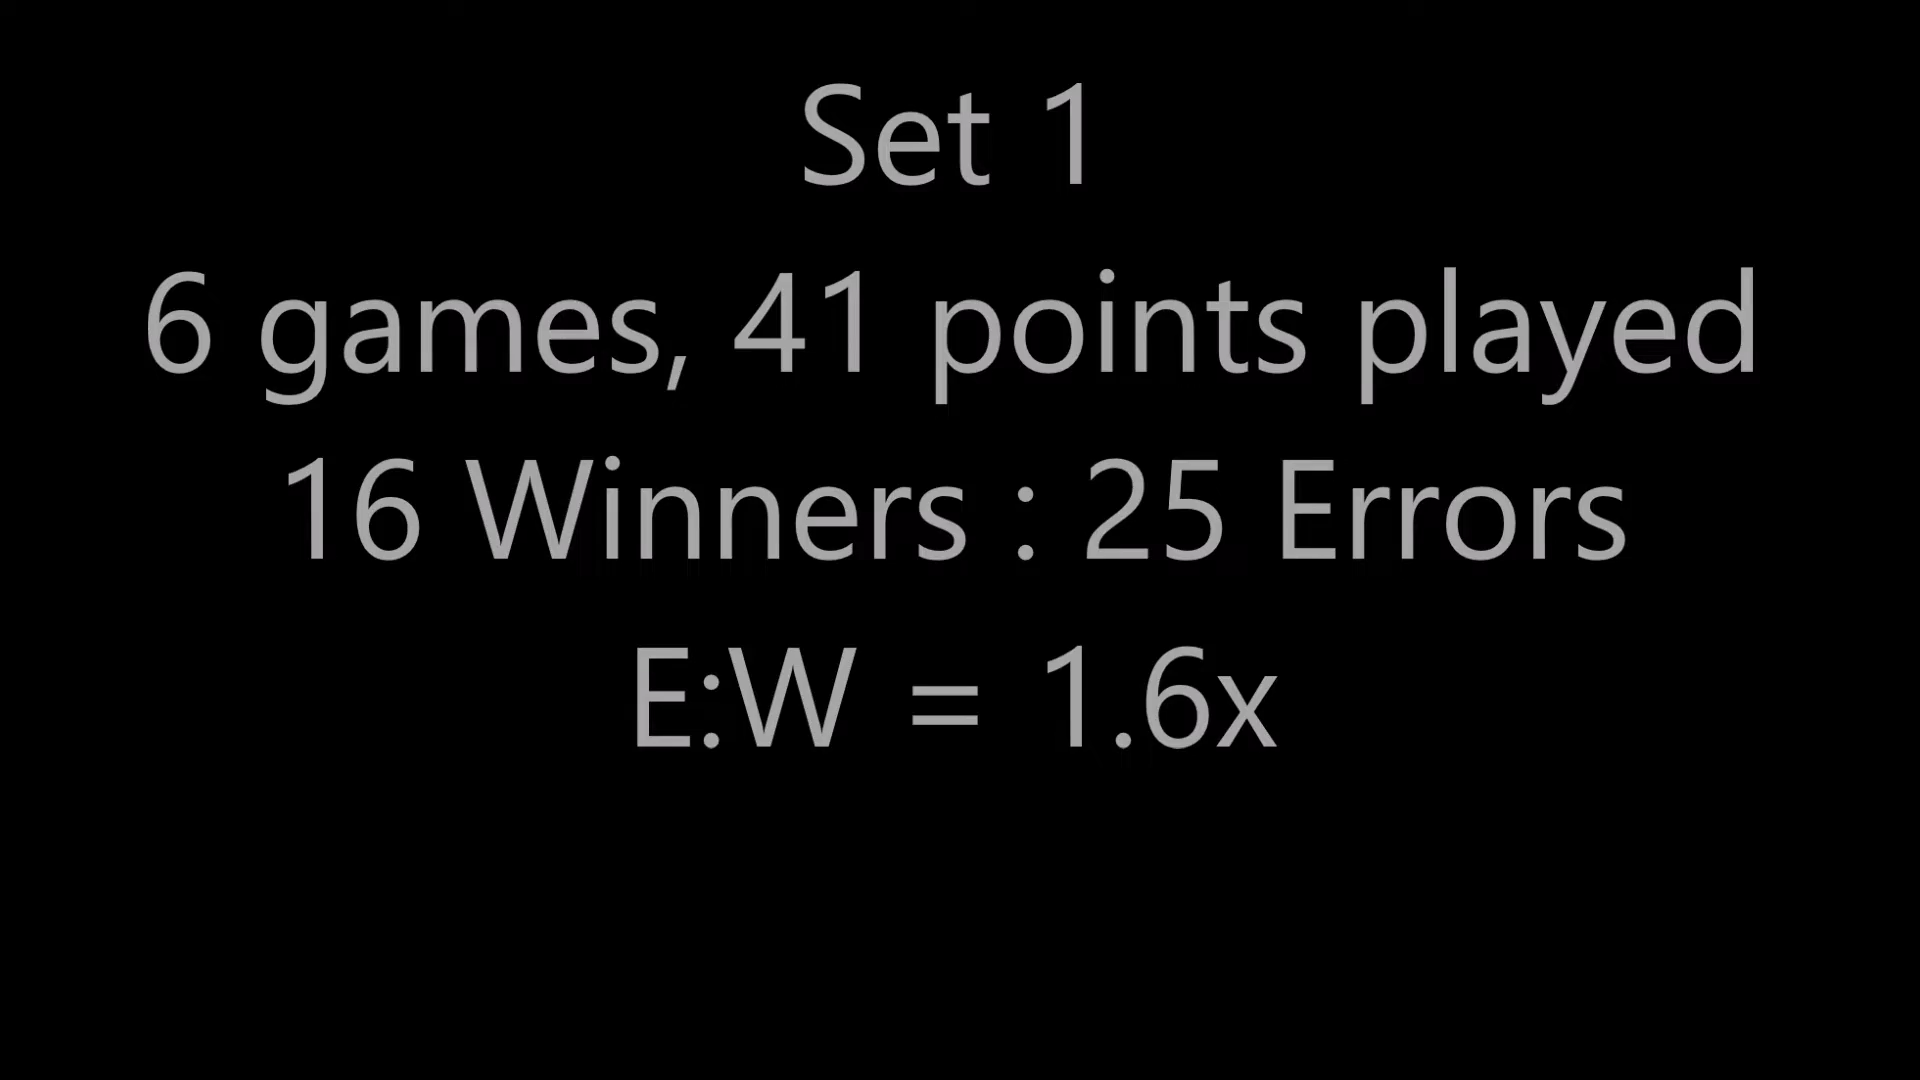 Set 1
6 games, 41 points played
16 Winners : 25 Errors
E:W = 1.6x